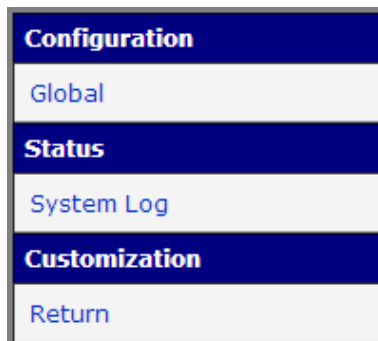 Configuration
Global
Status
System Log
Customization
Return